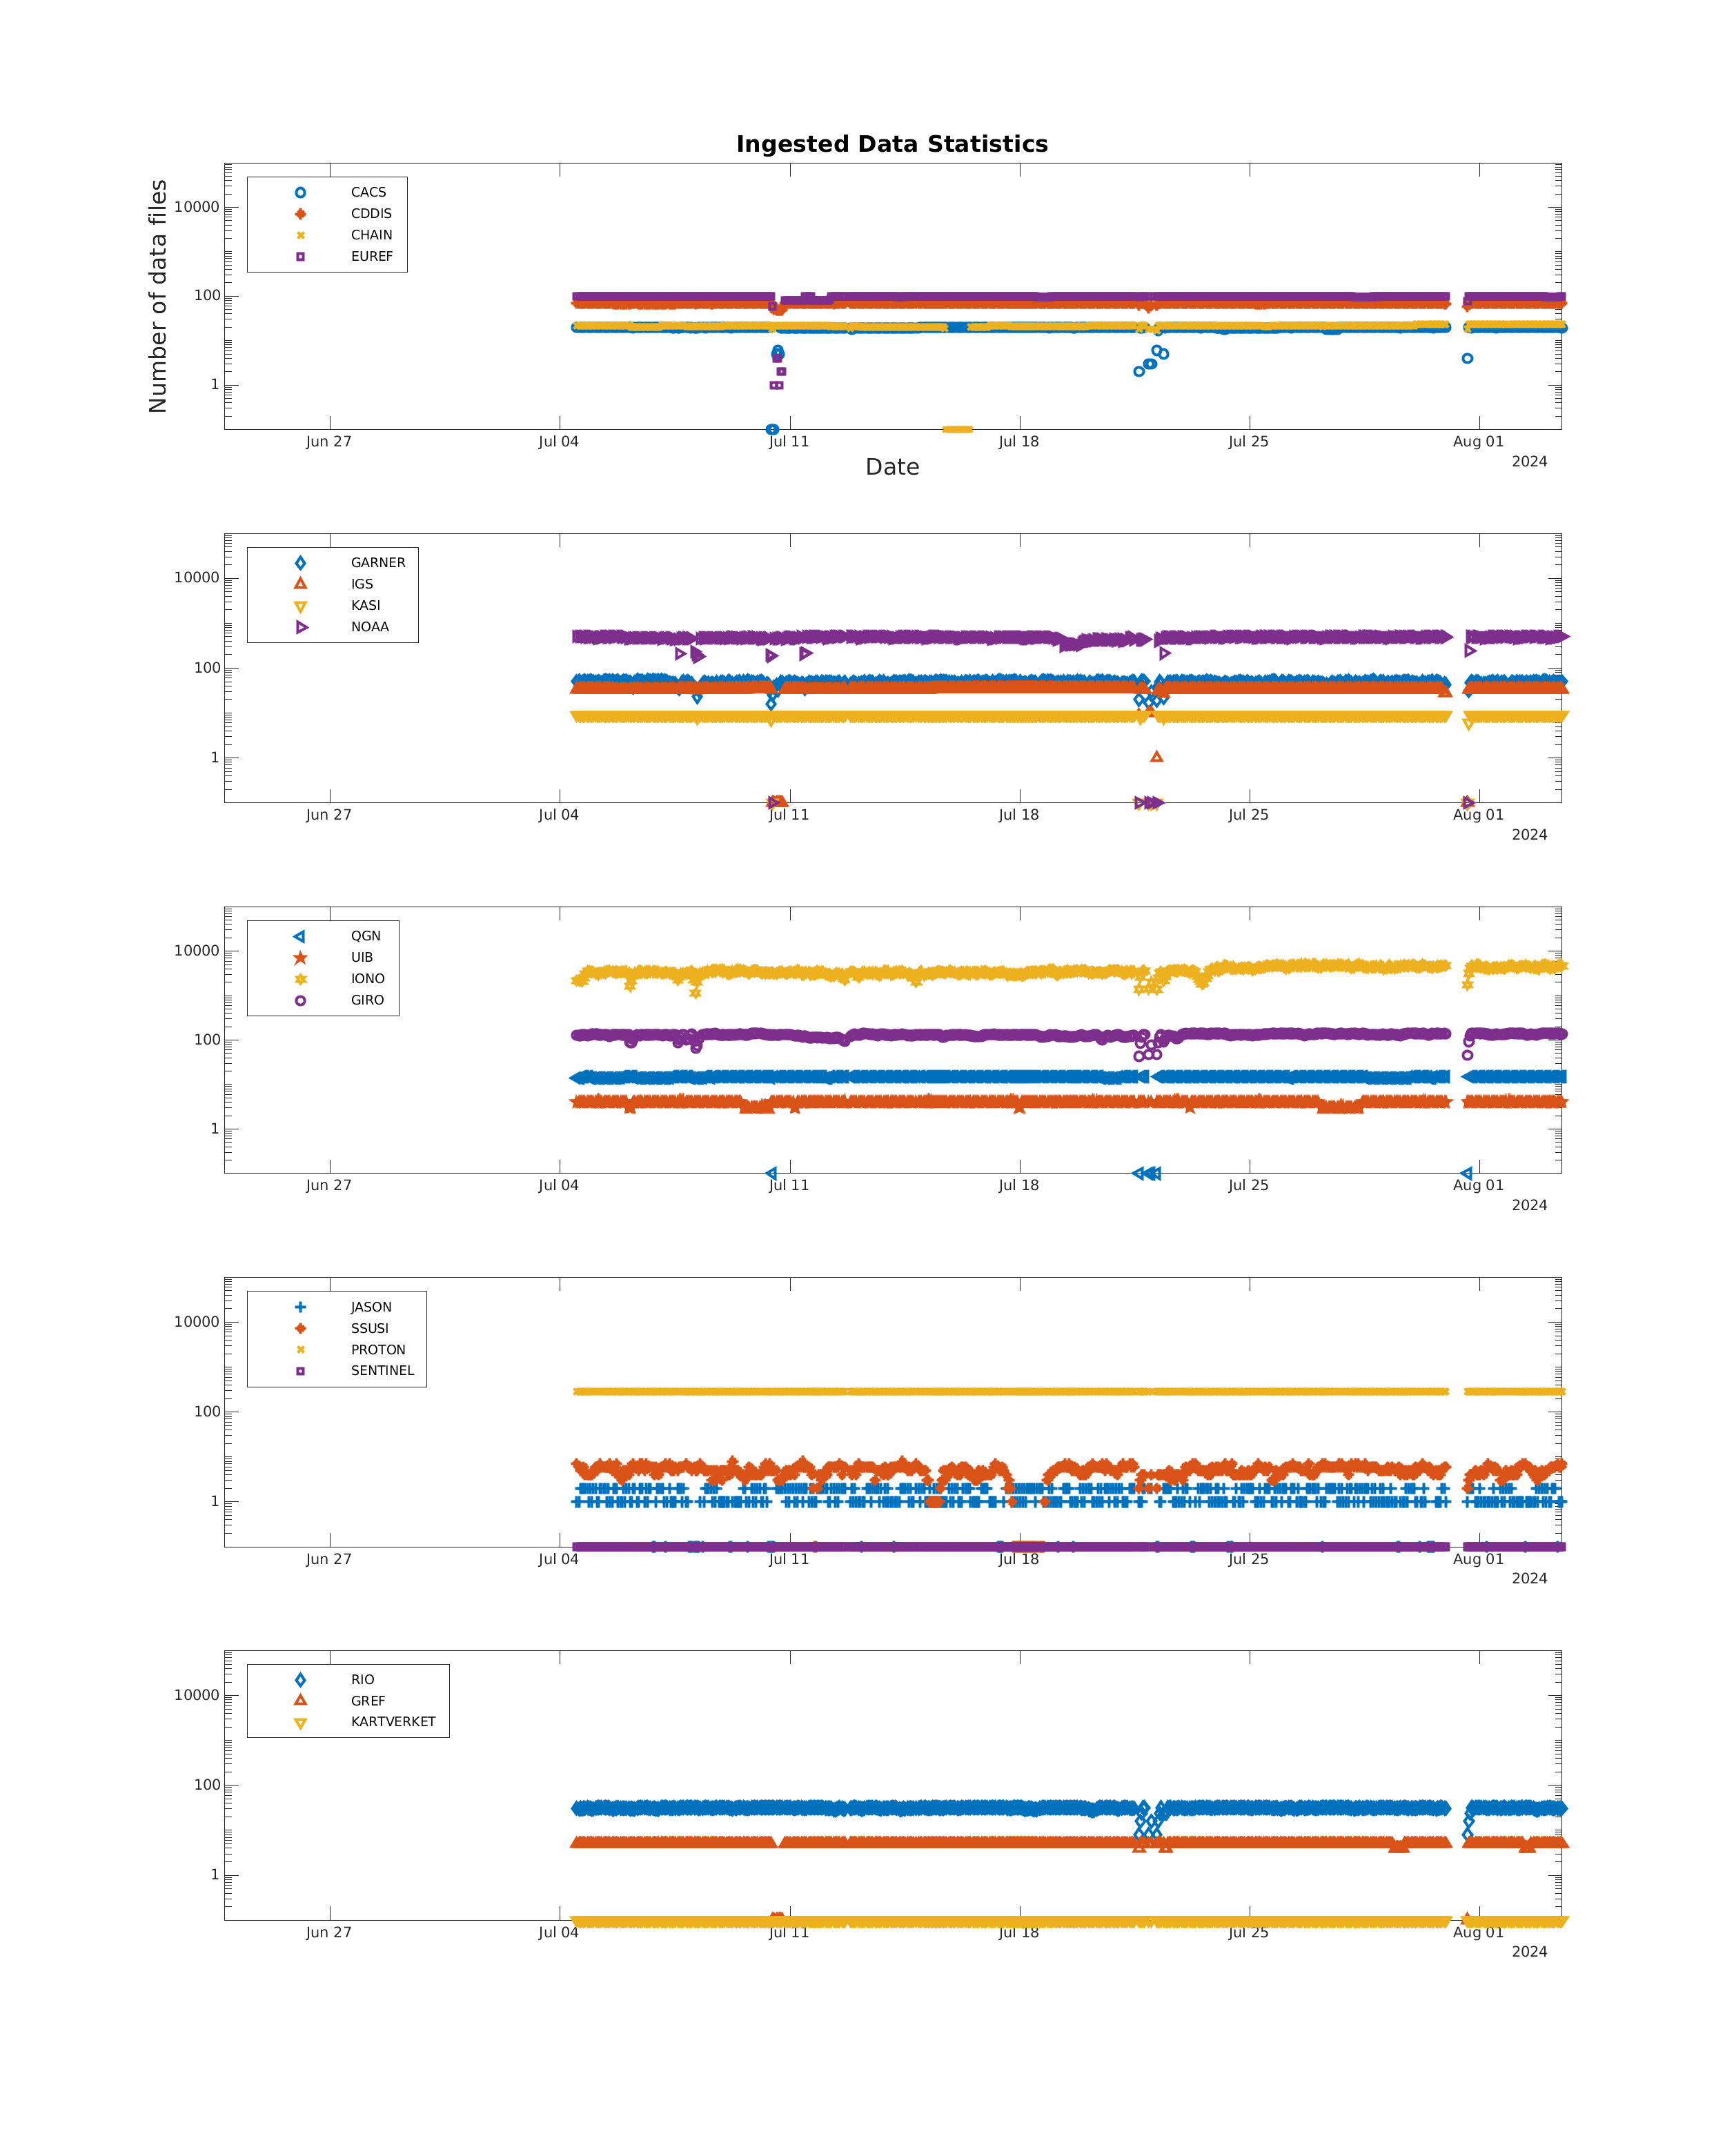 Ingested Data Statistics
Number of data files
CACS
CDDIS
CHAIN
EUREF
10000
100
1
Jun 27 Jul 04 Jul 11 Jul 18 Jul 25 Aug 01
2024
Date
GARNER
IGS
KASI
NOAA
10000
100
1
Jun 27 Jul 04 Jul 11 Jul 18 Jul 25 Aug 01
2024
QGN
UIB
IONO
GIRO
10000
100
1
Jun 27 Jul 04 Jul 11 Jul 18 Jul 25 Aug 01
2024
JASON
SSUSI
PROTON
SENTINEL
10000
100
1
Jun 27 Jul 04 Jul 11 Jul 18 Jul 25 Aug 01
2024
RIO
GREF
KARTVERKET
10000
100
1
Jun 27 Jul 04 Jul 11 Jul 18 Jul 25 Aug 01
2024